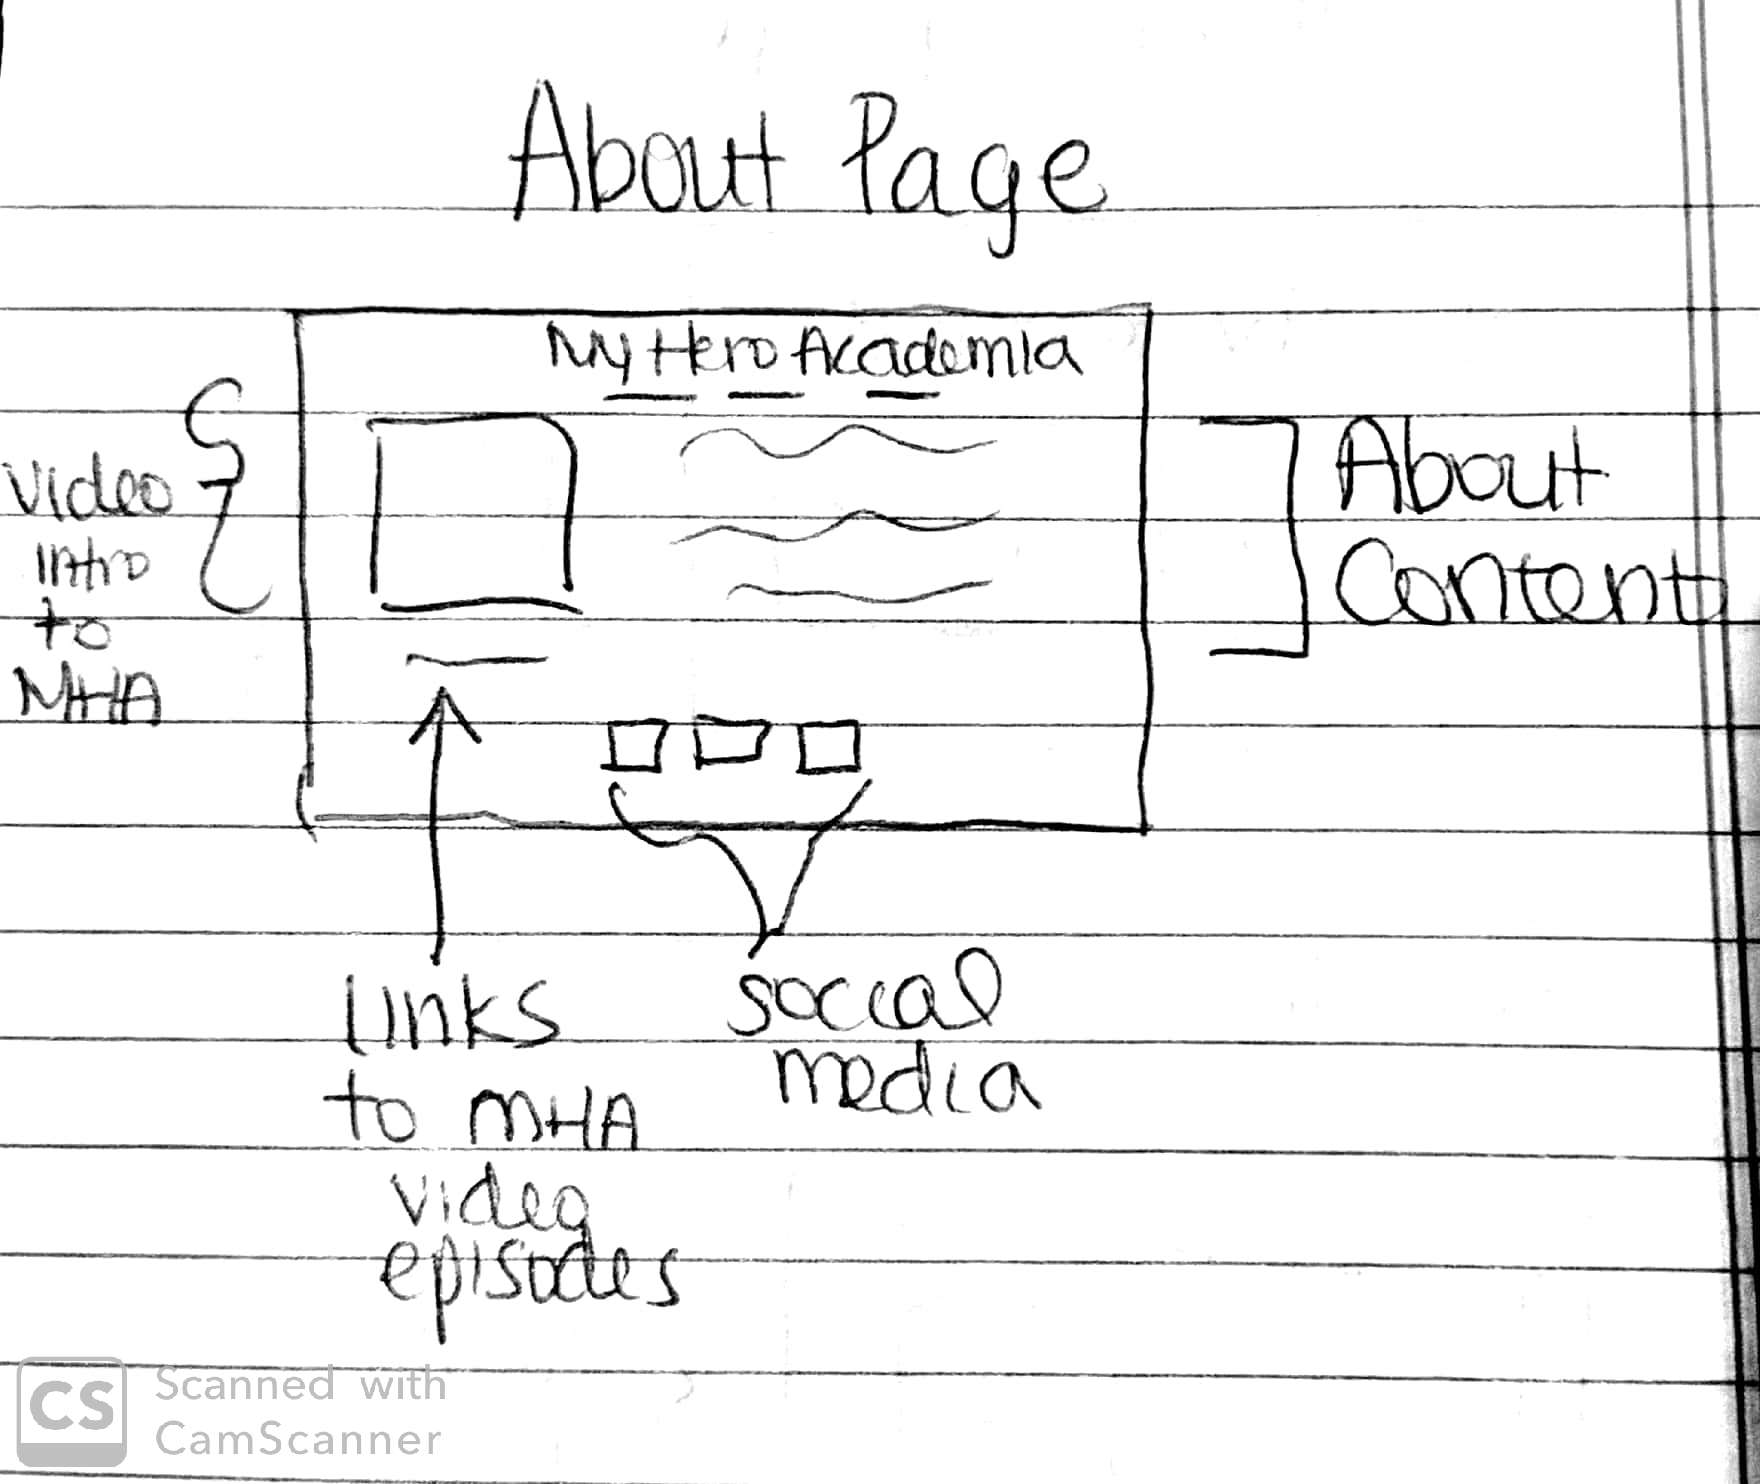 About Page
My Hero Academia
Video
intro
to
MHA
About
Content
links
to MHA
video
episodes
social
media
CS
Scanned with
CamScanner